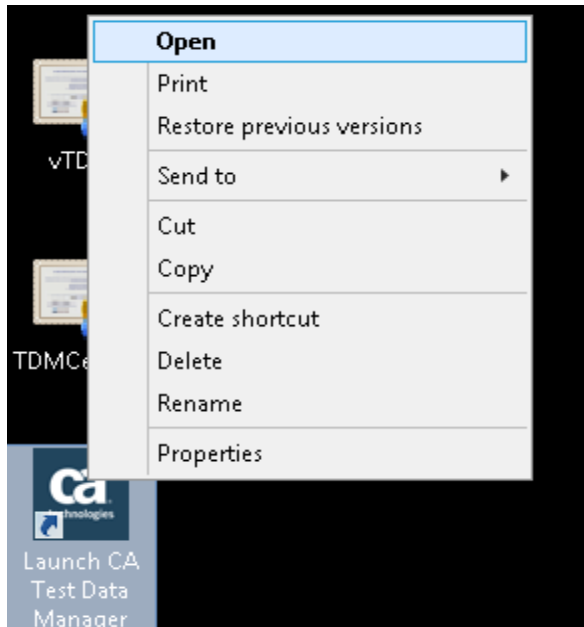 Open
Print
Restore previous versions
Send to
Cut
Copy
Create shortcut
Delete
Rename
Properties
vTD
TDMCe
ca
technologies
Launch CA
Test Data
Manager